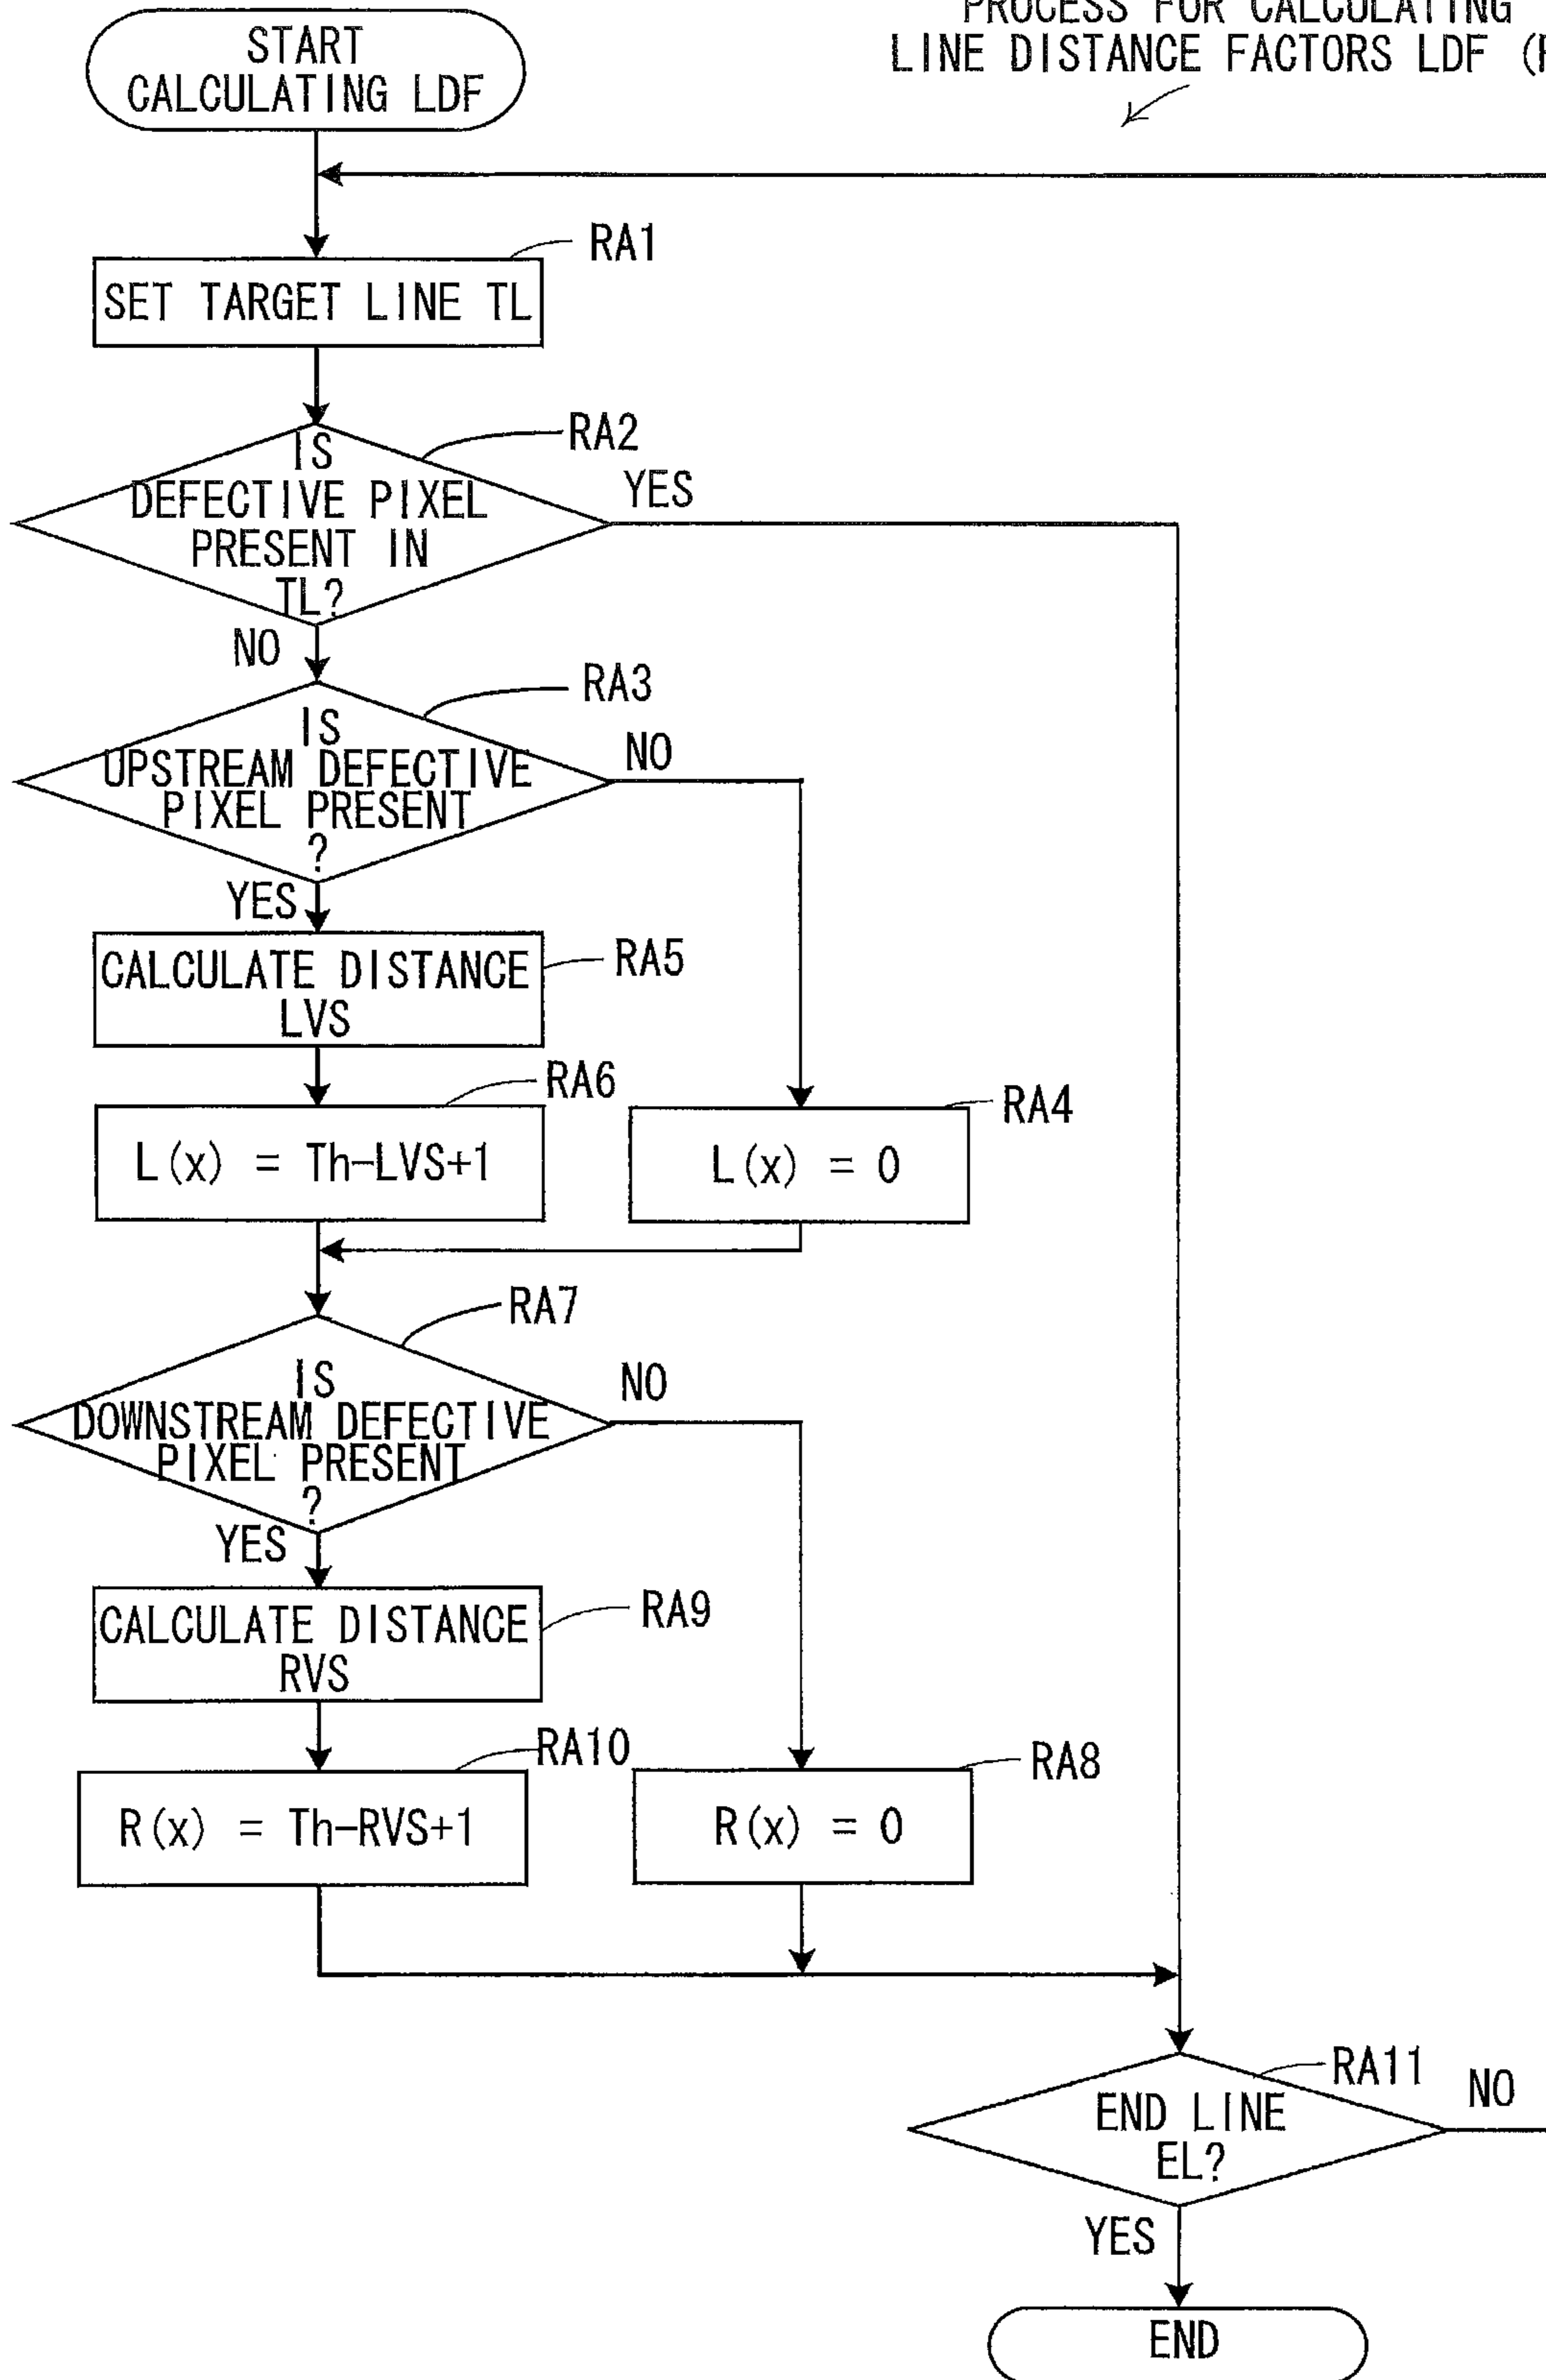 PROCESS FOR CALCULATING
LINE DISTANCE FACTORS LDF (
START
CALCULATING LDF
RA1
SET TARGET LINE TL
RA2
IS
DEFECTIVE PIXEL
PRESENT IN
TL?
YES
NO
RA3
IS
UPSTREAM DEFECTIVE
PIXEL PRESENT
?
NO
YES
RA5
CALCULATE DISTANCE
LVS
RA6
L(x) = Th-LVS+1
RA4
L(x) = 0
RA7
IS
DOWNSTREAM DEFECTIVE
PIXEL PRESENT
?
NO
YES
RA9
CALCULATE DISTANCE
RVS
RA10
R(x) = Th-RVS+1
RA8
R(x) = 0
RA11
END LINE
EL?
NO
YES
END